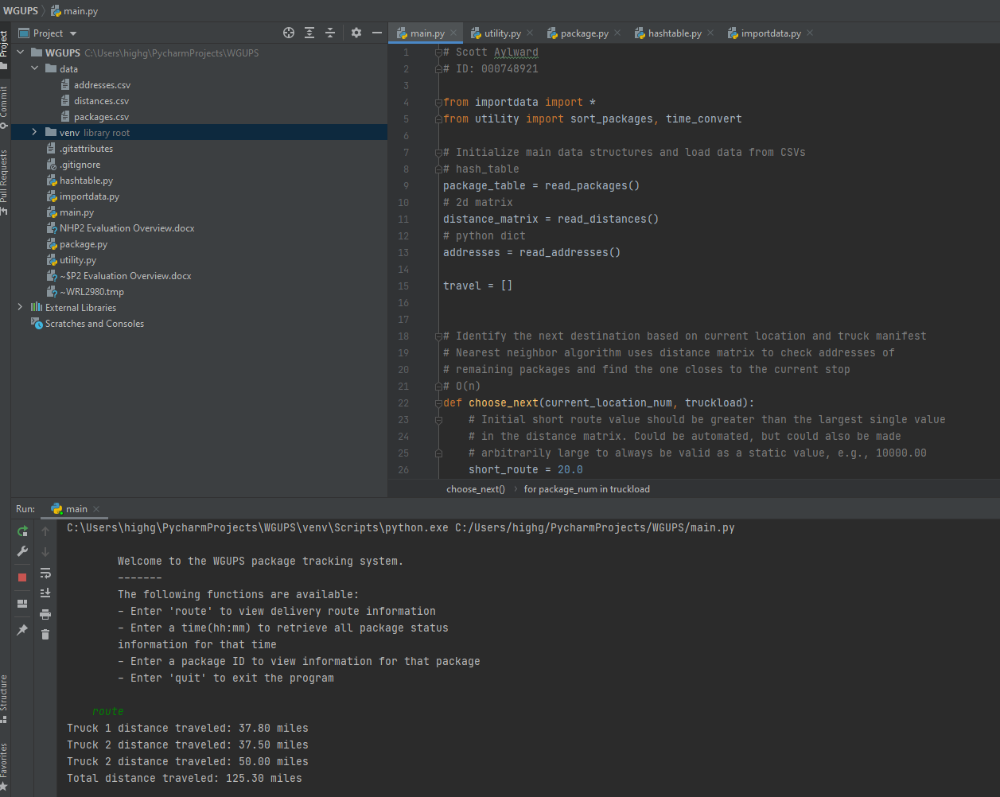 WGUPS main.py
Project
WGUPS C:\Users\highg\PycharmProjects\WGUPS
data
addresses.csv
distances.csv
packages.csv
venv library root
.gitattributes
.gitignore
hashtable.py
importdata.py
main.py
NHP2 Evaluation Overview.docx
package.py
utility.py
~$P2 Evaluation Overview.docx
~WRL2980.tmp
External Libraries
Scratches and Consoles
Project
Commit
Pull Requests
Structure
Favorites
main.py utility.py package.py hashtable.py importdata.py
1 # Scott Aylward
2 # ID: 000748921
3
4 from importdata import *
5 from utility import sort_packages, time_convert
6
7 # Initialize main data structures and load data from CSVs
8 # hash_table
9 package_table = read_packages()
10 # 2d matrix
11 distance_matrix = read_distances()
12 # python dict
13 addresses = read_addresses()
14
15 travel = []
16
17
18 # Identify the next destination based on current location and truck manifest
19 # Nearest neighbor algorithm uses distance matrix to check addresses of
20 # remaining packages and find the one closes to the current stop
21 # O(n)
22 def choose_next(current_location_num, truckload):
23 # Initial short route value should be greater than the largest single value
24 # in the distance matrix. Could be automated, but could also be made
25 # arbitrarily large to always be valid as a static value, e.g., 10000.00
26 short_route = 20.0
choose_next() for package_num in truckload
Run: main
C:\Users\highg\PycharmProjects\WGUPS\venv\Scripts\python.exe C:/Users/highg/PycharmProjects/WGUPS/main.py
Welcome to the WGUPS package tracking system.
-------
The following functions are available:
- Enter 'route' to view delivery route information
- Enter a time(hh:mm) to retrieve all package status
information for that time
- Enter a package ID to view information for that package
- Enter 'quit' to exit the program
route
Truck 1 distance traveled: 37.80 miles
Truck 2 distance traveled: 37.50 miles
Truck 2 distance traveled: 50.00 miles
Total distance traveled: 125.30 miles